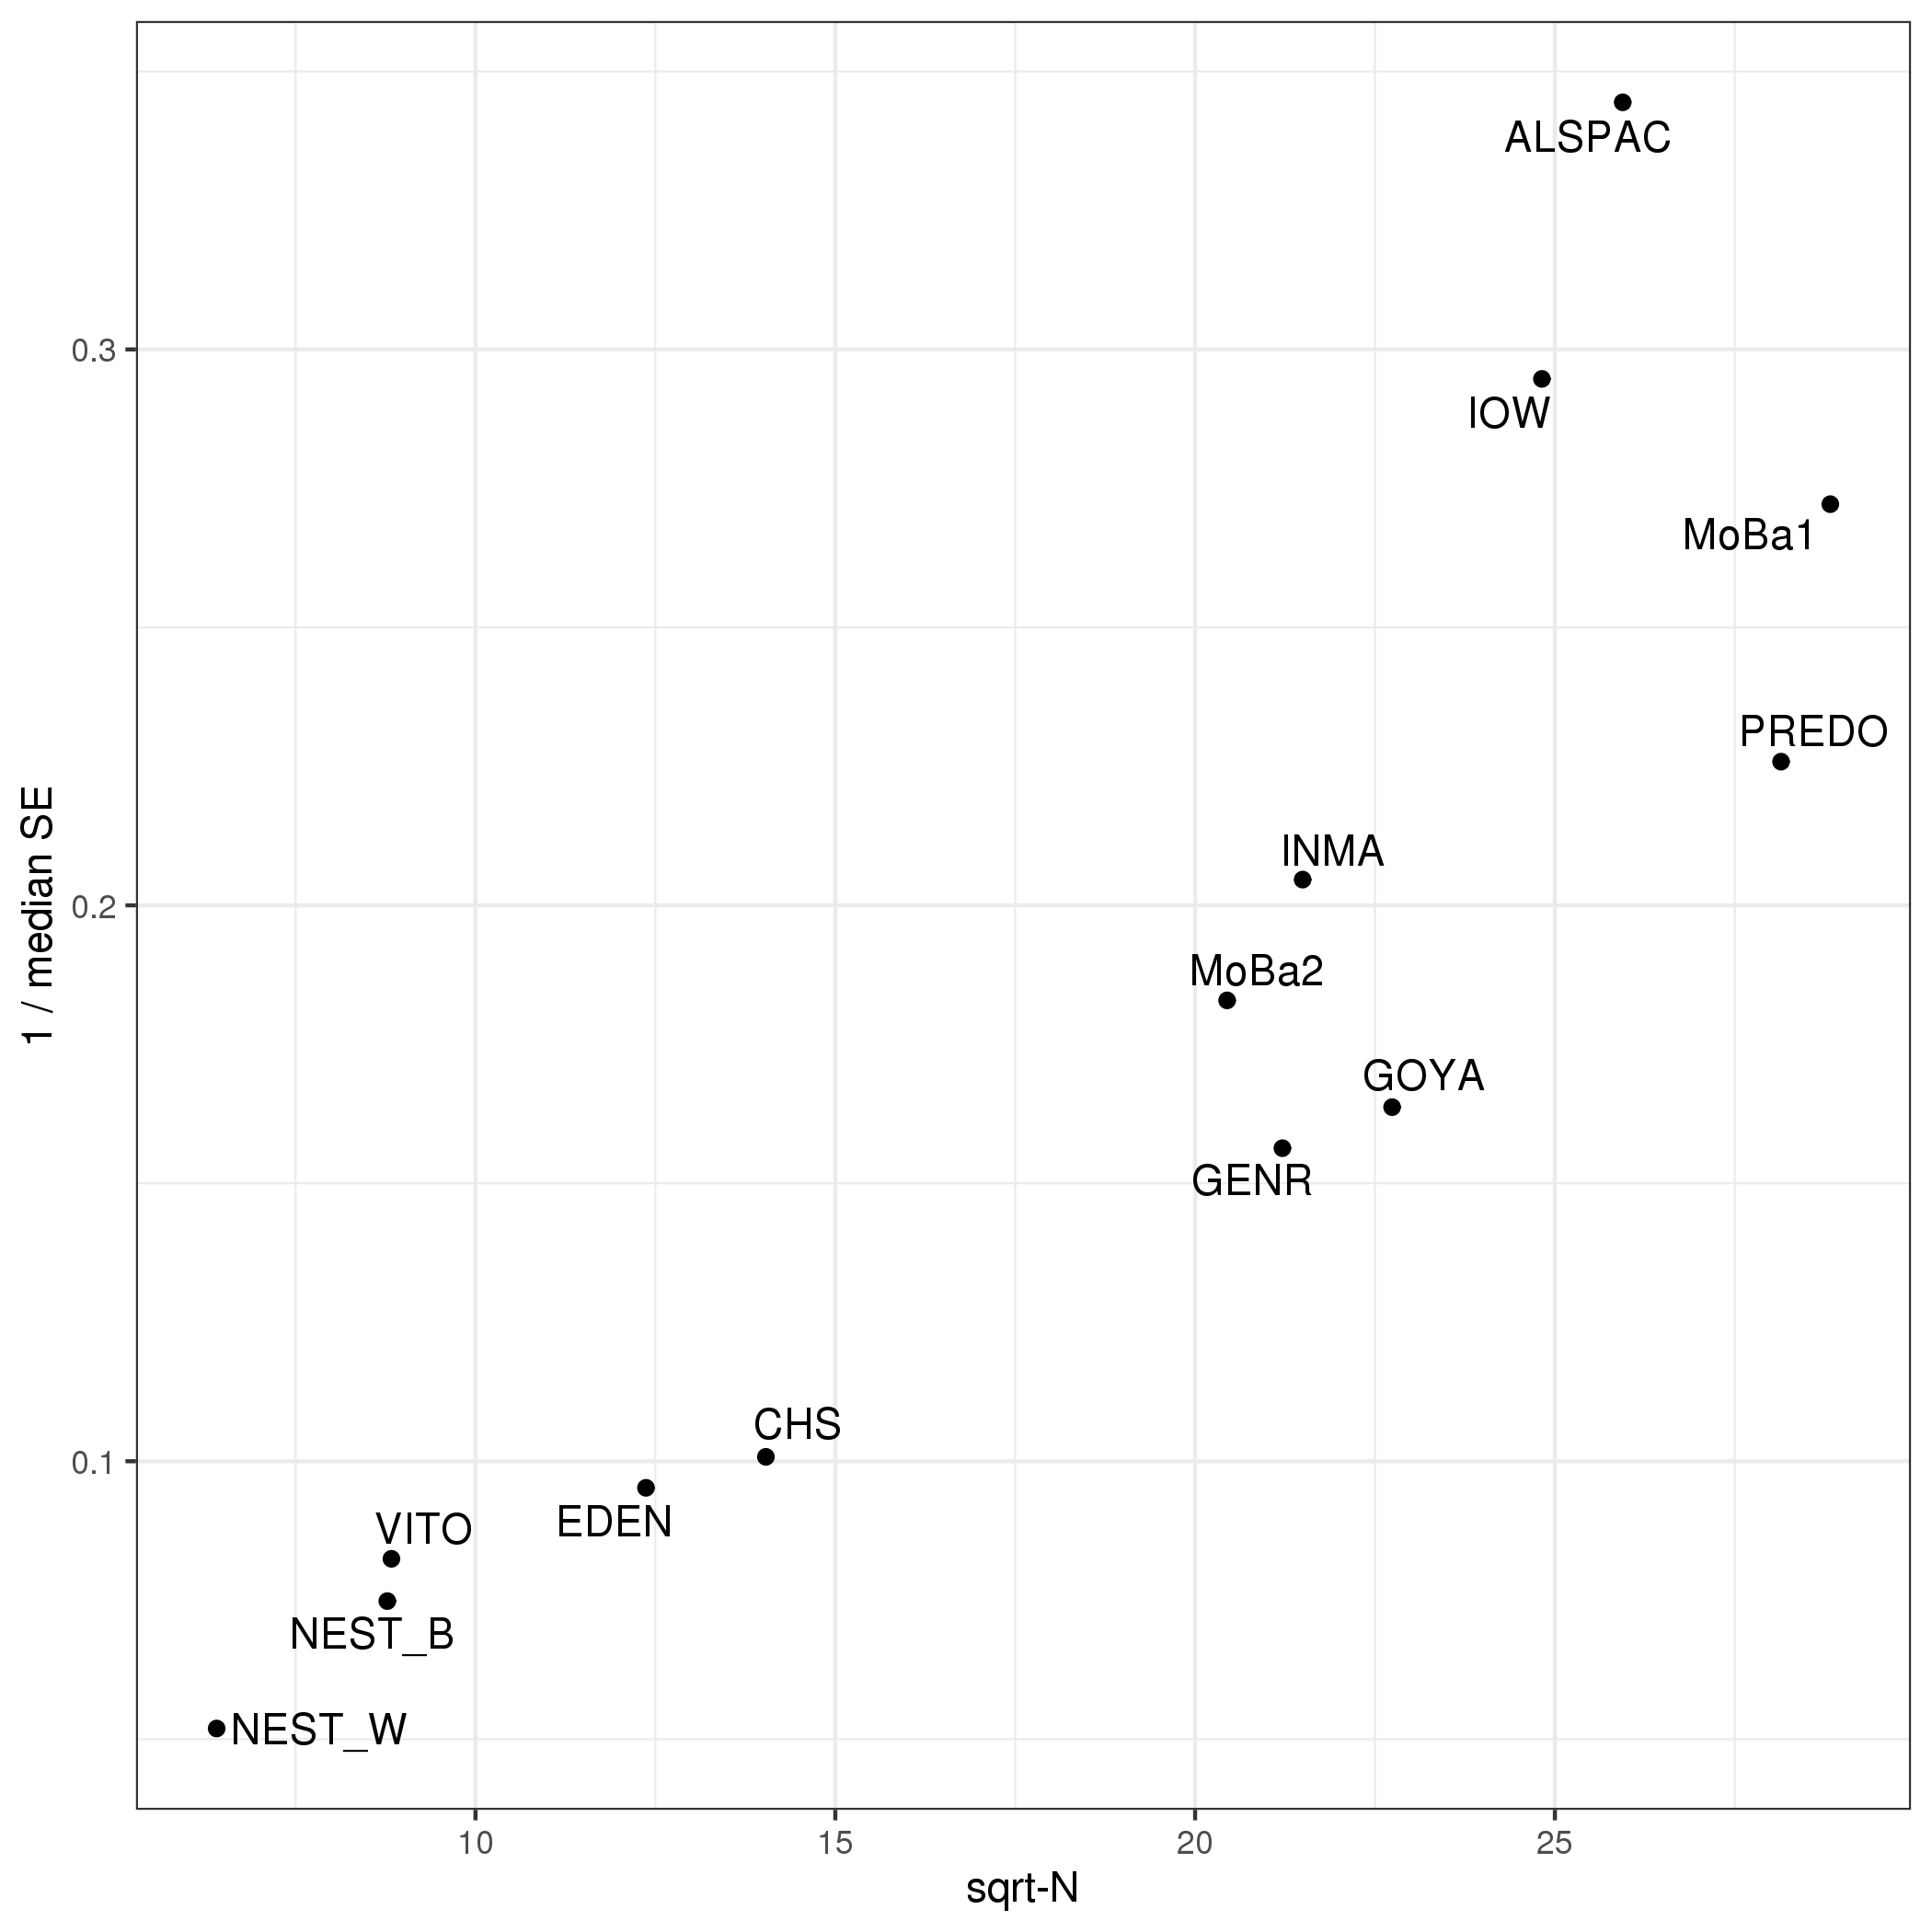 ALSPAC
0.3
IOW
MoBa1
PREDO
INMA
0.2
MoBa2
GOYA
GENR
1 / median SE
CHS
0.1
EDEN
VITO
NEST_B
NEST_W
10
15
20
25
sqrt-N